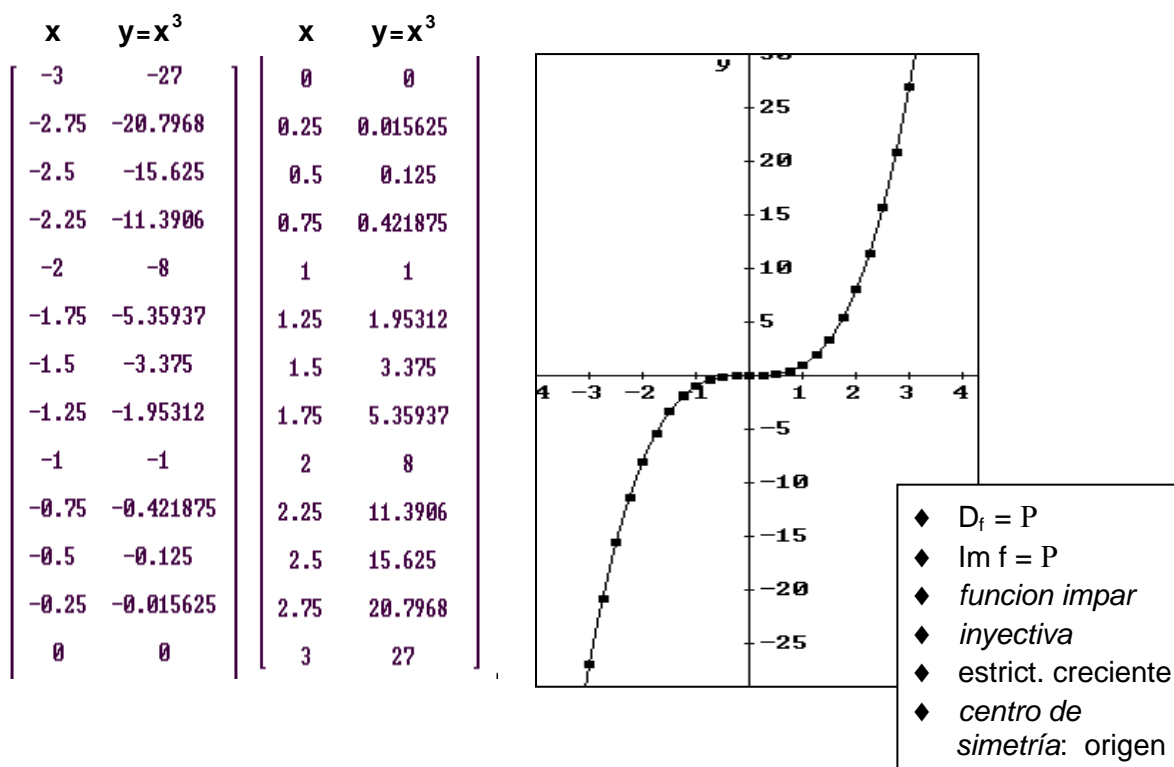 x y=x³ x y=x³
-3 -27 0 0
-2.75 -20.7968 0.25 0.015625
-2.5 -15.625 0.5 0.125
-2.25 -11.3906 0.75 0.421875
-2 -8 1 1
-1.75 -5.35937 1.25 1.95312
-1.5 -3.375 1.5 3.375
-1.25 -1.95312 1.75 5.35937
-1 -1 2 8
-0.75 -0.421875 2.25 11.3906
-0.5 -0.125 2.5 15.625
-0.25 -0.015625 2.75 20.7968
0 0 3 27
30
y
25
20
15
10
5
4 -3 -2 -1 1 2 3 4
-5
-10
-15
-20
-25
♦ Df = Ρ
♦ Im f = Ρ
♦ funcion impar
♦ inyectiva
♦ estrict. creciente
♦ centro de
simetría: origen